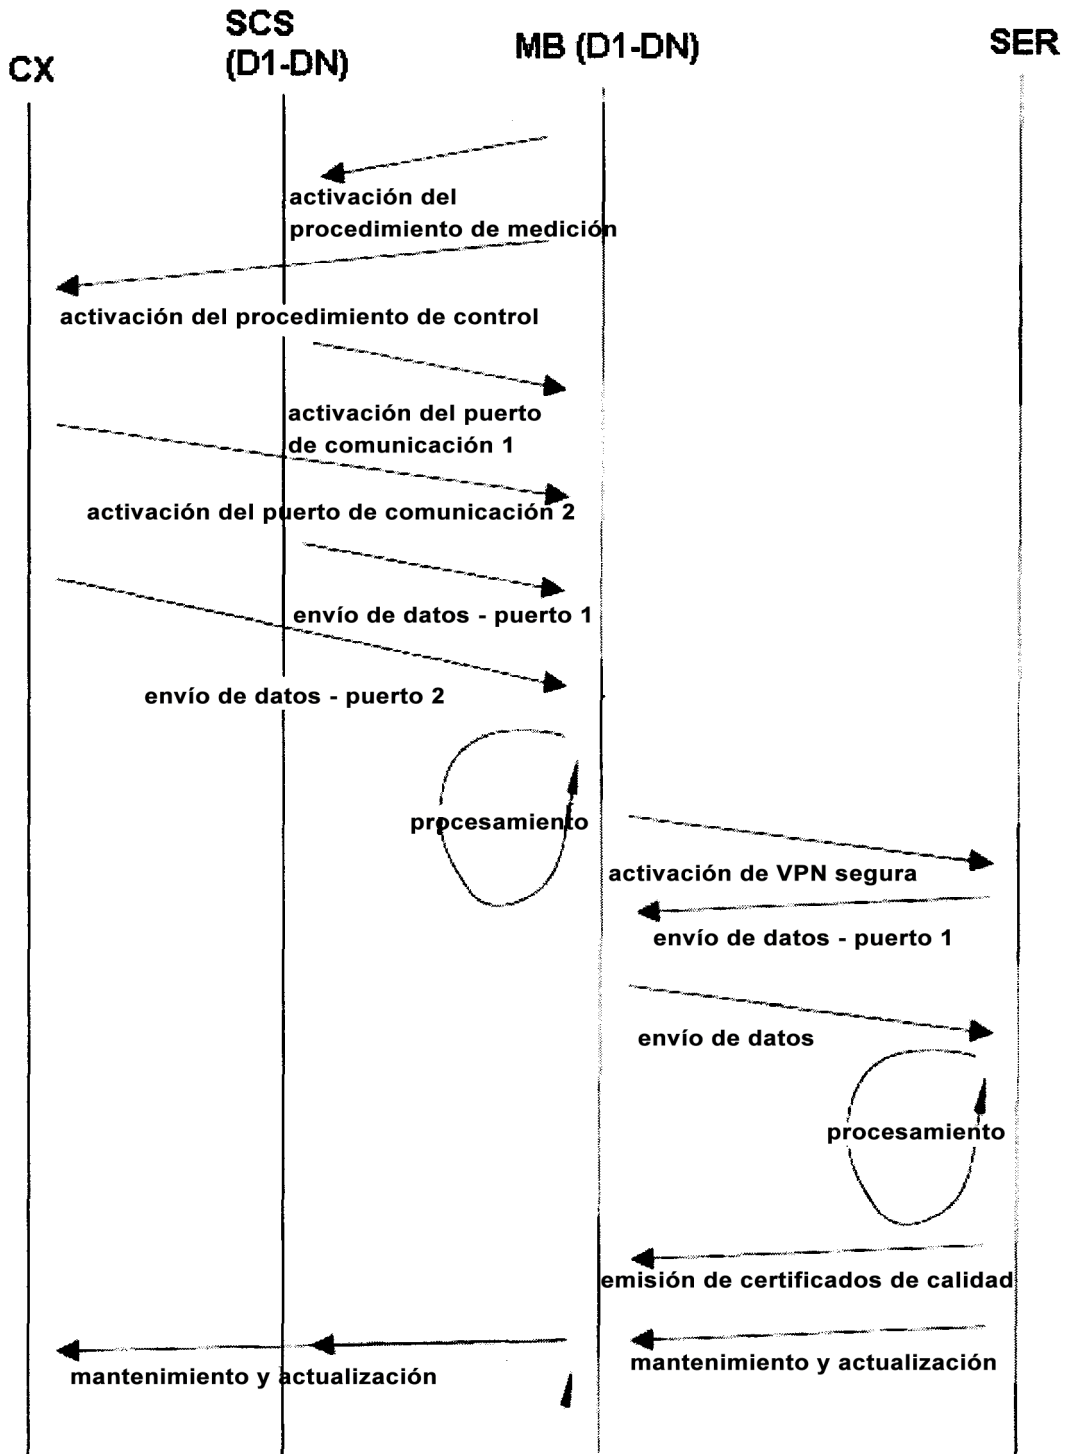 CX
SCS
(D1-DN)
MB (D1-DN)
SER
activación del
procedimiento de medición
activación del procedimiento de control
activación del puerto
de comunicación 1
activación del puerto de comunicación 2
envío de datos - puerto 1
envío de datos - puerto 2
procesamiento
activación de VPN segura
envío de datos - puerto 1
envío de datos
procesamiento
emisión de certificados de calidad
mantenimiento y actualización
mantenimiento y actualización